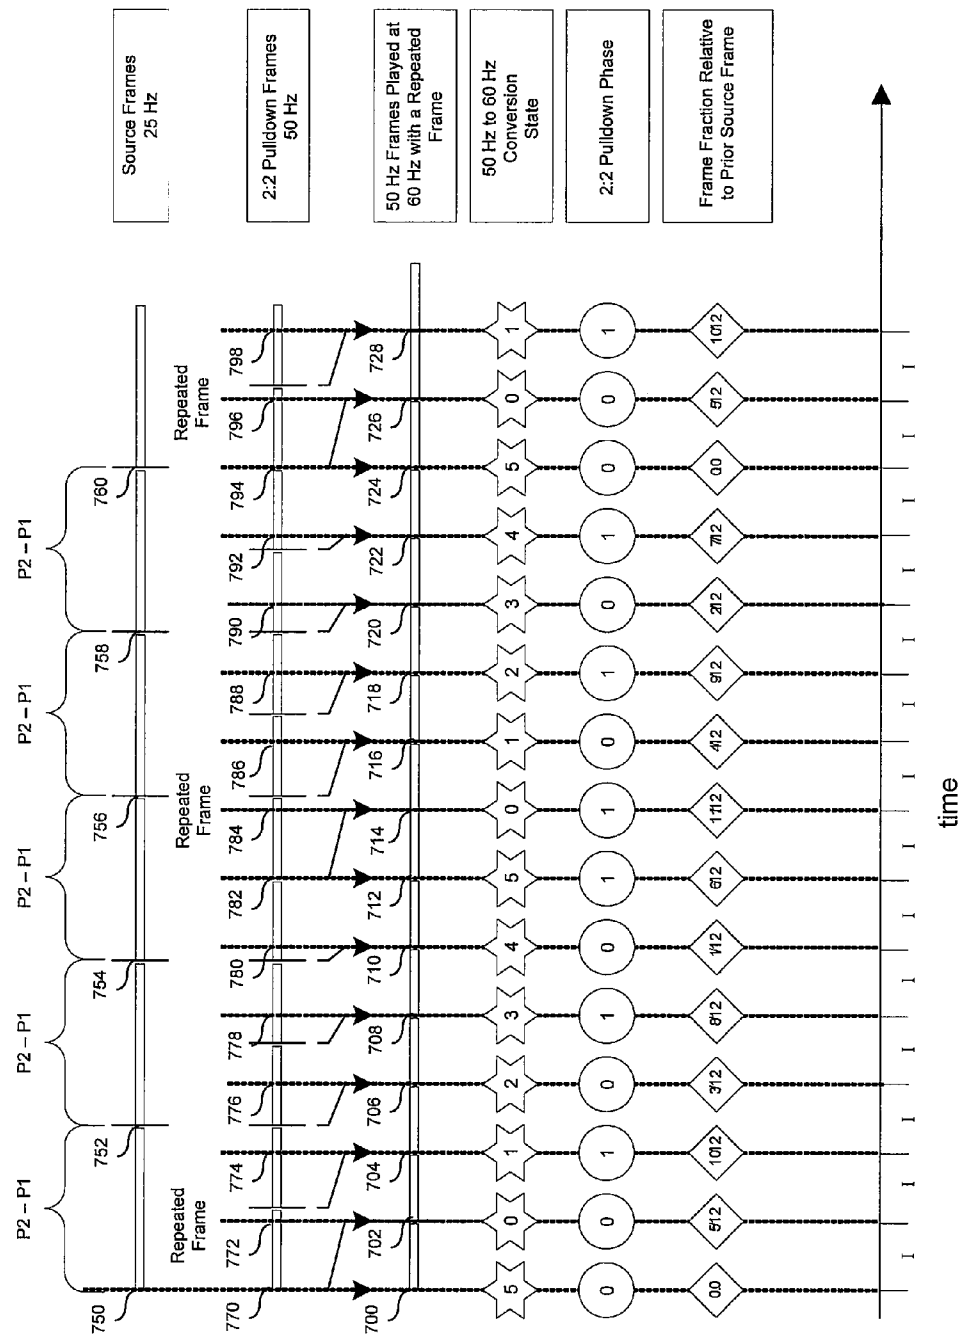 P2 – P1
P2 – P1
P2 – P1
P2 – P1
P2 – P1
750
752
754
756
758
760
Source Frames
25 Hz
Repeated
Frame
Repeated
Frame
Repeated
Frame
770
772
774
776
778
780
782
784
786
788
790
792
794
796
798
2:2 Pulldown Frames
50 Hz
700
702
704
706
708
710
712
714
716
718
720
722
724
726
728
50 Hz Frames Played at
60 Hz with a Repeated
Frame
5
0
1
2
3
4
5
0
1
2
3
4
5
0
1
50 Hz to 60 Hz
Conversion
State
0
0
1
0
1
0
1
1
0
1
0
1
0
0
1
2:2 Pulldown Phase
0.0
5/12
10/12
3/12
8/12
1/12
6/12
11/12
4/12
9/12
2/12
7/12
0.0
5/12
10/12
Frame Fraction Relative
to Prior Source Frame
I
I
I
I
I
I
I
I
I
I
I
I
I
I
time